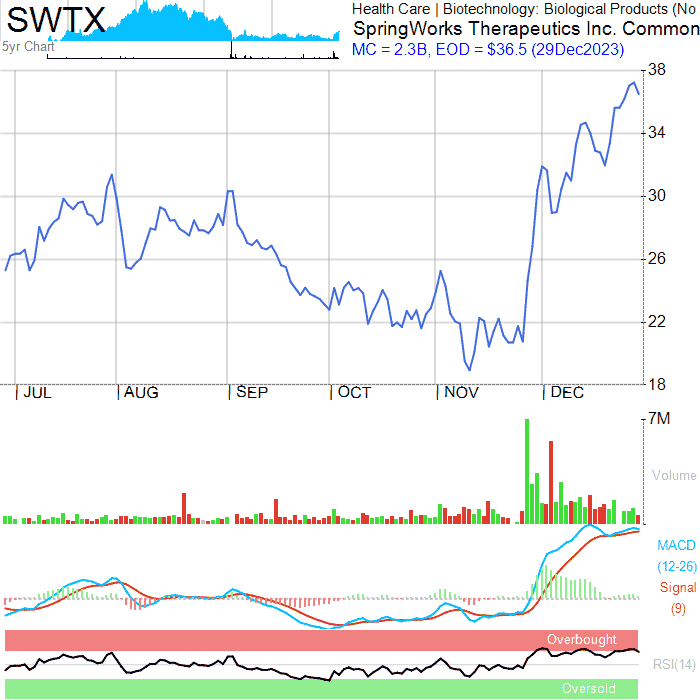 SWTX
5yr Chart
Health Care | Biotechnology: Biological Products (No
SpringWorks Therapeutics Inc. Common
MC = 2.3B, EOD = $36.5 (29Dec2023)
38
34
30
26
22
18
JUL AUG SEP OCT NOV DEC
7M
Volume
MACD
(12-26)
Signal
(9)
Overbought
RSI(14)
Oversold